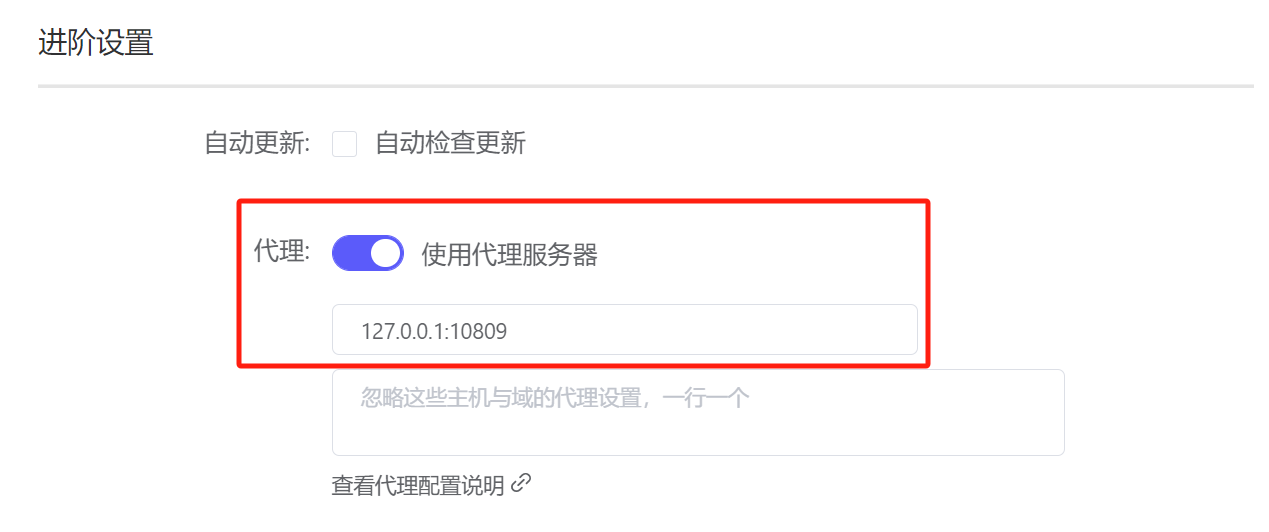 进阶设置
自动更新: 自动检查更新
代理: 使用代理服务器
127.0.0.1:10809
忽略这些主机与域的代理设置，一行一个
查看代理配置说明